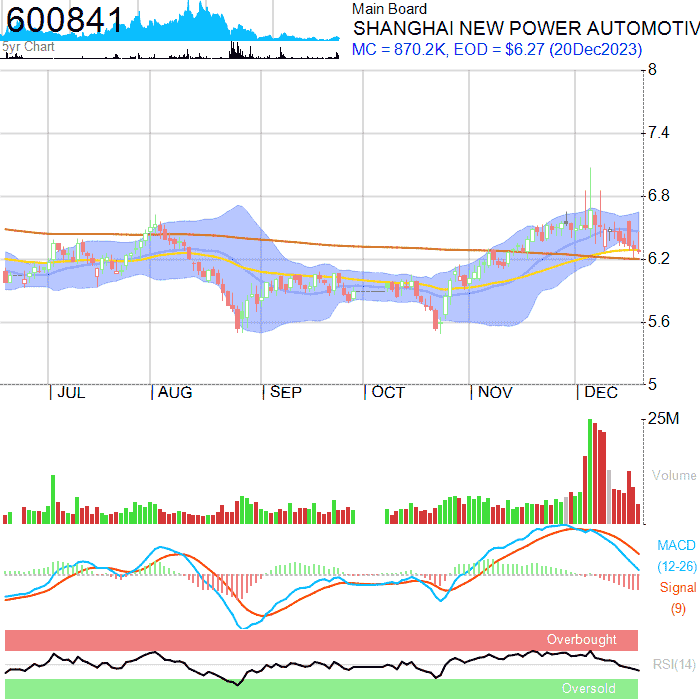 600841
5yr Chart
Main Board
SHANGHAI NEW POWER AUTOMOTIV
MC = 870.2K, EOD = $6.27 (20Dec2023)
8
7.4
6.8
6.2
5.6
5
JUL AUG SEP OCT NOV DEC
25M
Volume
MACD
(12-26)
Signal
(9)
Overbought
RSI(14)
Oversold